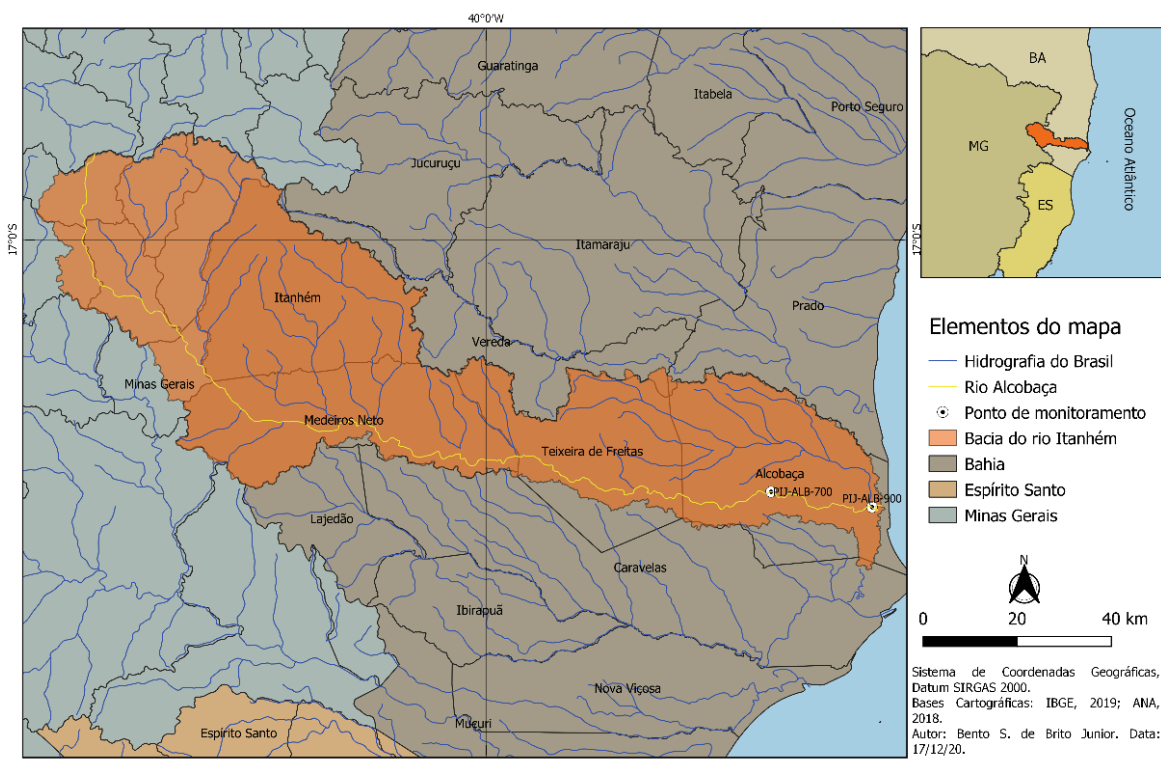 40°0'W
Guaratinga
Itabela
Porto Seguro
Jucuruçu
17°0'S
17°0'S
Itamaraju
Itanhém
Prado
Vereda
Minas Gerais
Medeiros Neto
Teixeira de Freitas
Alcobaça
PIJ-ALB-700
PIJ-ALB-900
Lajedão
Caravelas
Ibirapuã
Nova Viçosa
Mucuri
Espírito Santo
BA
MG
ES
Oceano Atlântico
Elementos do mapa
Hidrografia do Brasil
Rio Alcobaça
Ponto de monitoramento
Bacia do rio Itanhém
Bahia
Espírito Santo
Minas Gerais
N
0 20 40 km
Sistema de Coordenadas Geográficas,
Datum SIRGAS 2000.
Bases Cartográficas: IBGE, 2019; ANA,
2018.
Autor: Bento S. de Brito Junior. Data:
17/12/20.